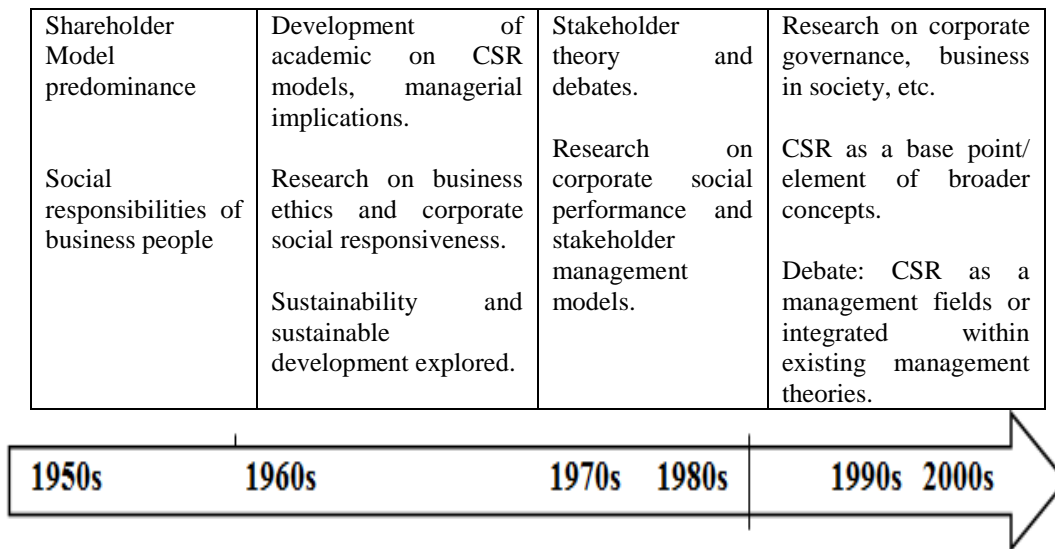 Shareholder
Model
predominance
Social
responsibilities of
business people
Development of
academic on CSR
models, managerial
implications.
Research on business
ethics and corporate
social responsiveness.
Sustainability and
sustainable
development explored.
Stakeholder
theory and
debates.
Research on
corporate social
performance and
stakeholder
management
models.
Research on corporate
governance, business
in society, etc.
CSR as a base point/
element of broader
concepts.
Debate: CSR as a
management fields or
integrated within
existing management
theories.
1950s 1960s 1970s 1980s 1990s 2000s